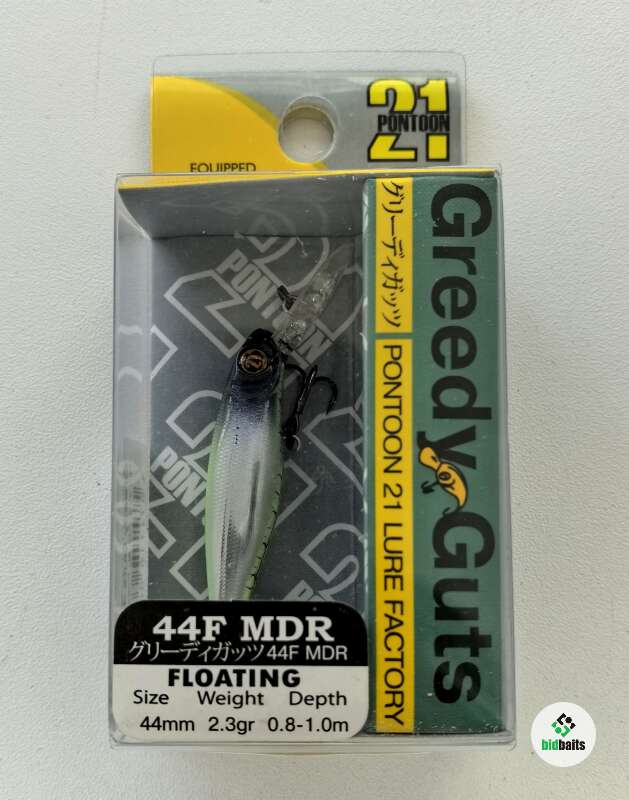 21
PONTOON
EQUIPPED
Greedy Guts
グリーディガッツ
PONTOON 21 LURE FACTORY
PONTOON
PONTOON
44F MDR
グリーディガッツ 44F MDR
FLOATING
Size Weight Depth
44mm 2.3gr 0.8-1.0m
bidbaits